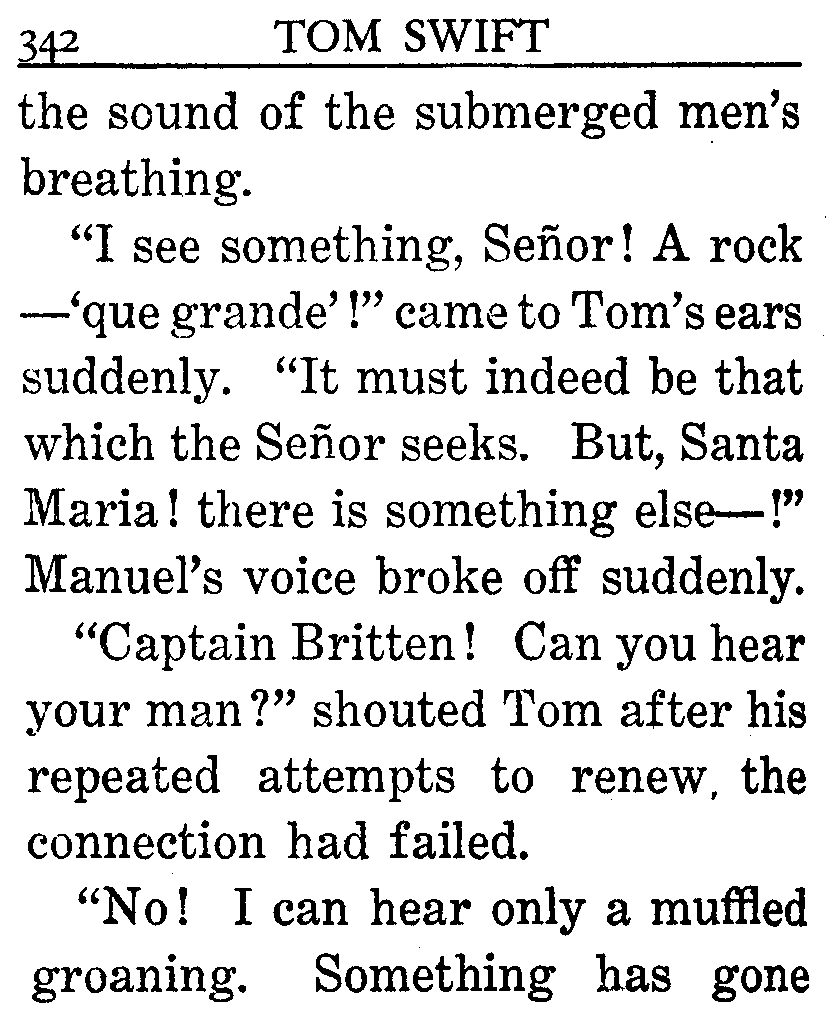 342 TOM SWIFT
the sound of the submerged men's
breathing.
"I see something, Señor! A rock
—'que grande'!" came to Tom's ears
suddenly. "It must indeed be that
which the Señor seeks. But, Santa
Maria! there is something else—!"
Manuel's voice broke off suddenly.
"Captain Britten! Can you hear
your man?" shouted Tom after his
repeated attempts to renew, the
connection had failed.
"No! I can hear only a muffled
groaning. Something has gone